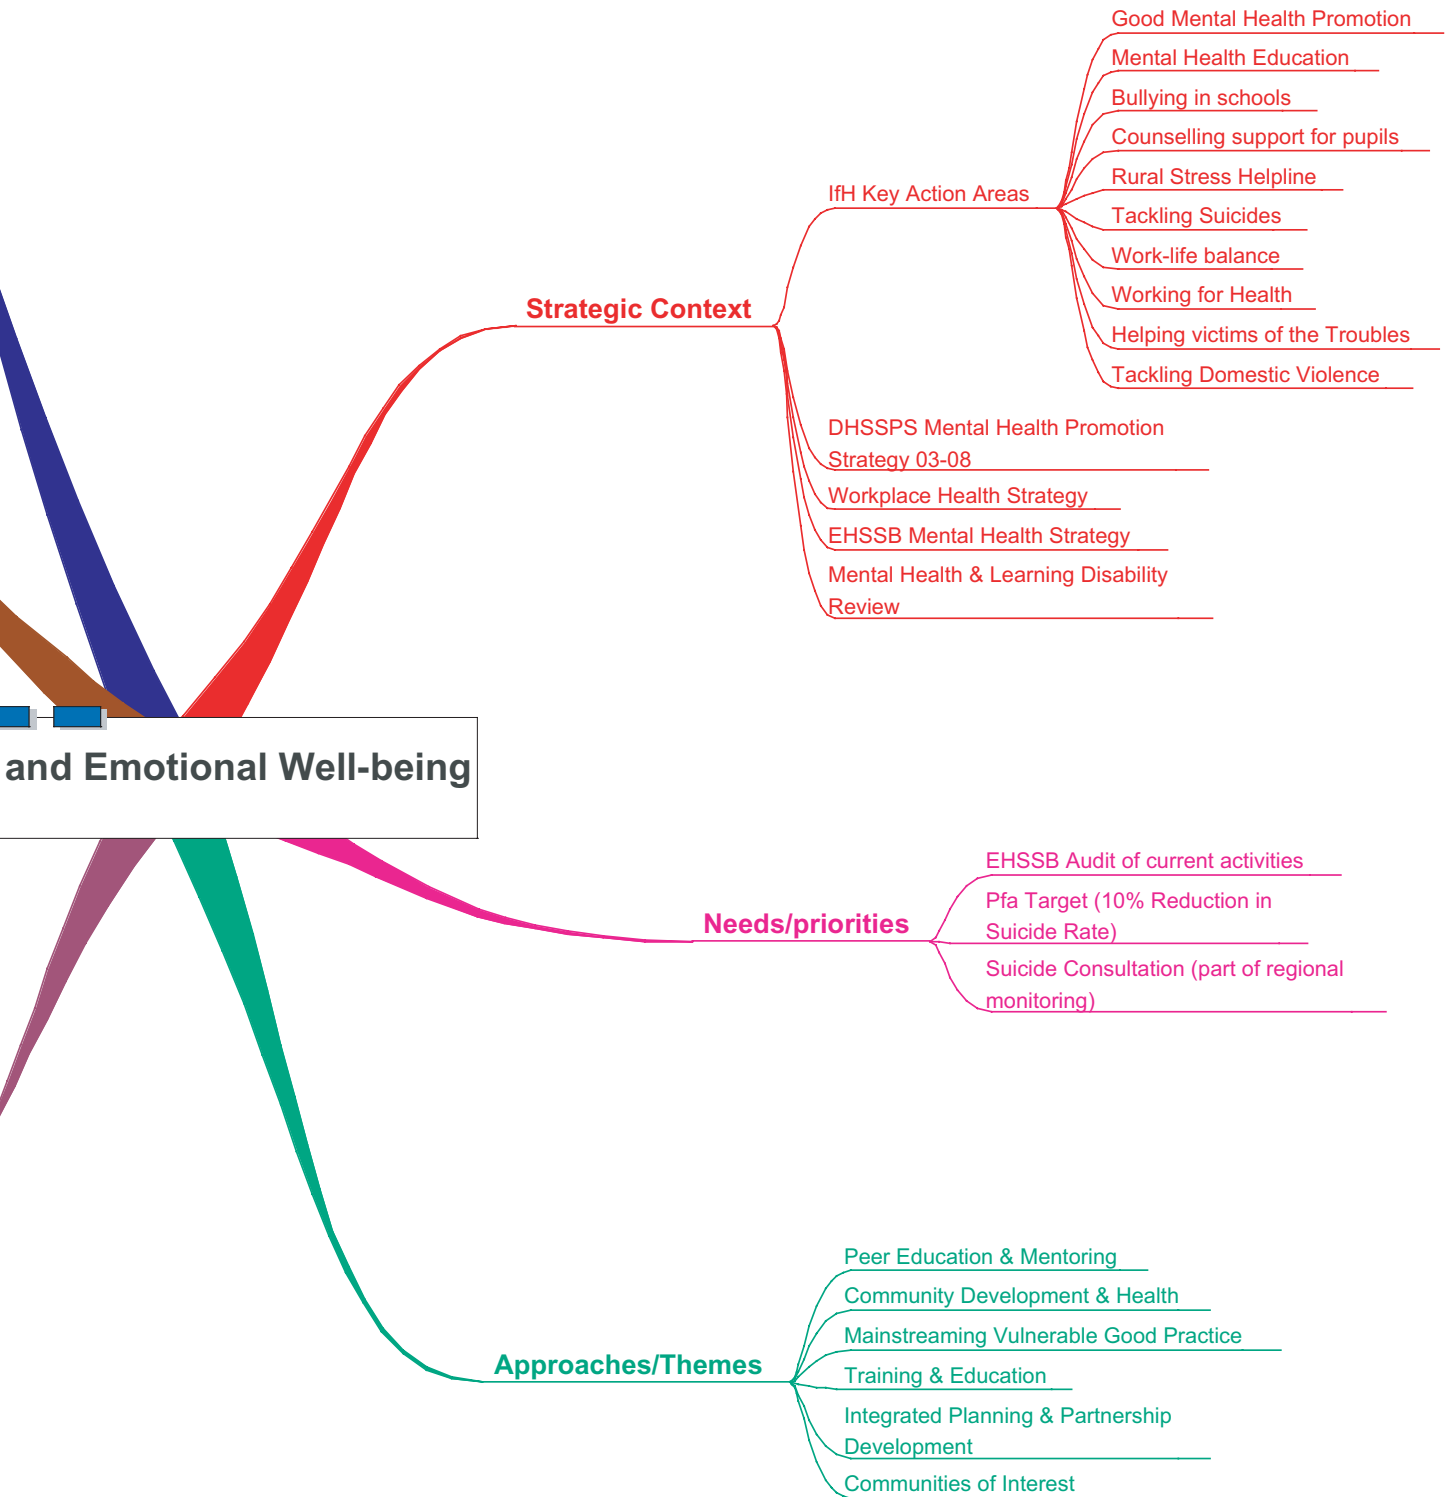 Good Mental Health Promotion
Mental Health Education
Bullying in schools
Counselling support for pupils
Rural Stress Helpline
Tackling Suicides
Work-life balance
Working for Health
Helping victims of the Troubles
Tackling Domestic Violence
IfH Key Action Areas
Strategic Context
DHSSPS Mental Health Promotion
Strategy 03-08
Workplace Health Strategy
EHSSB Mental Health Strategy
Mental Health & Learning Disability
Review
and Emotional Well-being
Needs/priorities
EHSSB Audit of current activities
Pfa Target (10% Reduction in
Suicide Rate)
Suicide Consultation (part of regional
monitoring)
Approaches/Themes
Peer Education & Mentoring
Community Development & Health
Mainstreaming Vulnerable Good Practice
Training & Education
Integrated Planning & Partnership
Development
Communities of Interest